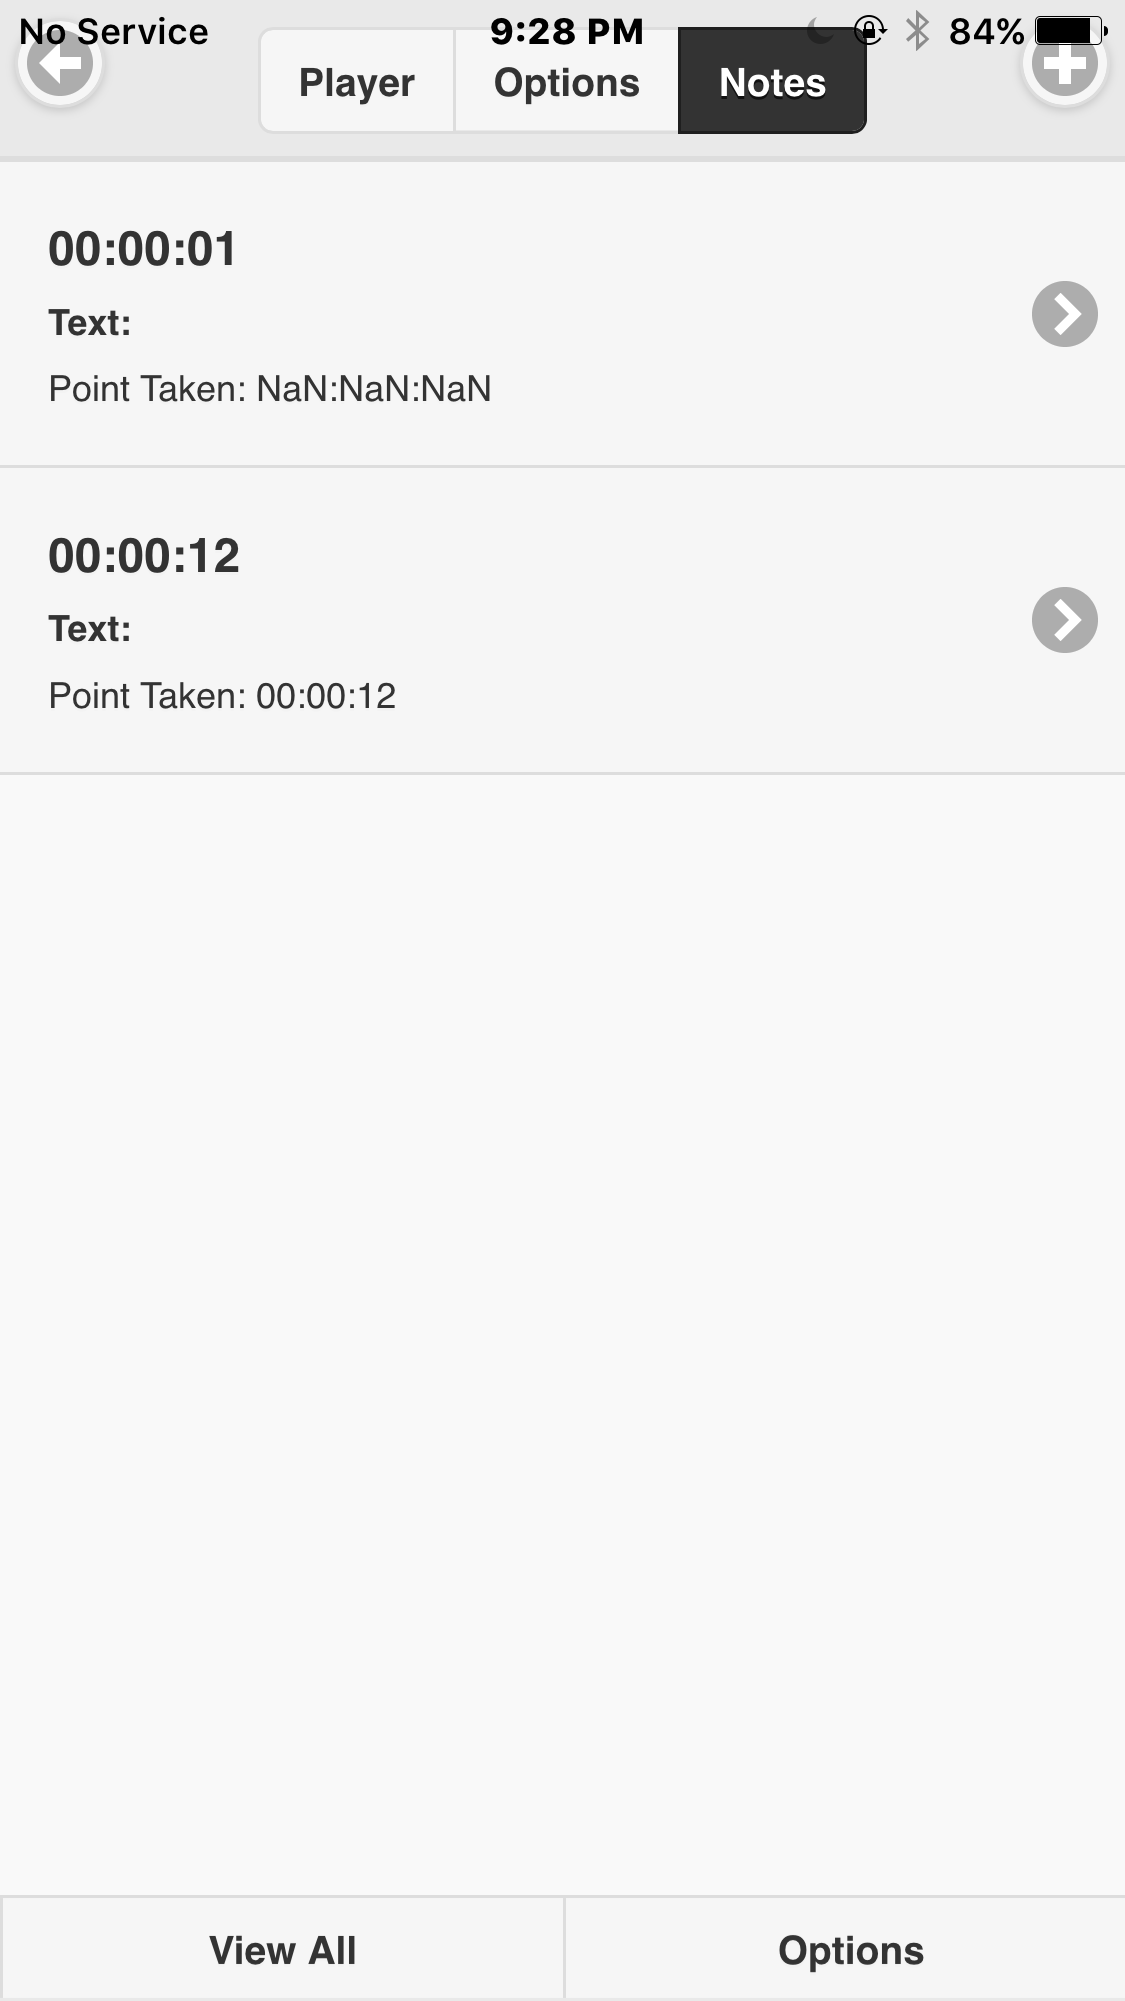 No Service 9:28 PM 84%
Player Options Notes
00:00:01
Text:
Point Taken: NaN:NaN:NaN
00:00:12
Text:
Point Taken: 00:00:12
View All Options